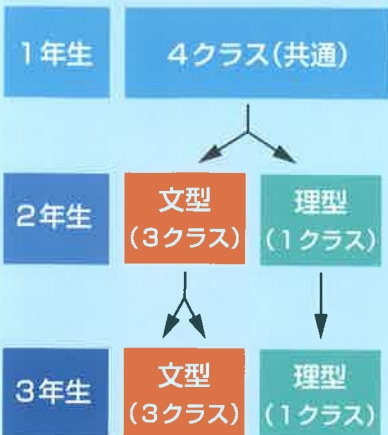 1年生
4クラス(共通)
2年生
文型
(3クラス)
理型
(1クラス)
3年生
文型
(3クラス)
理型
(1クラス)